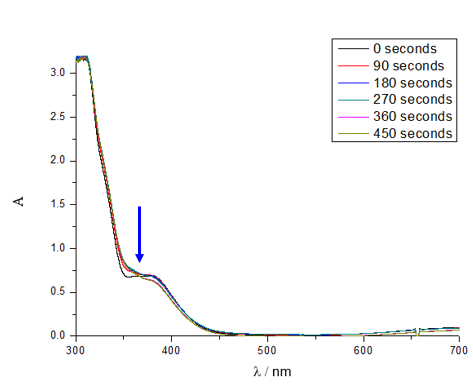 0 seconds
90 seconds
180 seconds
270 seconds
360 seconds
450 seconds
3.0
2.5
2.0
1.5
1.0
0.5
0.0
A
300 400 500 600 700
λ / nm